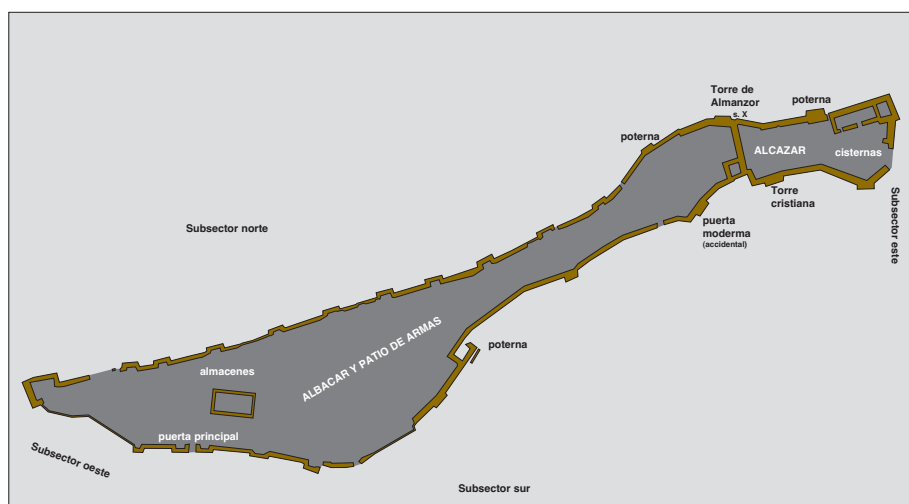 Torre de
Almanzor
s. X
poterna
poterna
ALCAZAR
cisternas
Torre
cristiana
Subsector este
puerta
moderma
(accidental)
Subsector norte
ALBACAR Y PATIO DE ARMAS
poterna
almacenes
puerta principal
Subsector oeste
Subsector sur